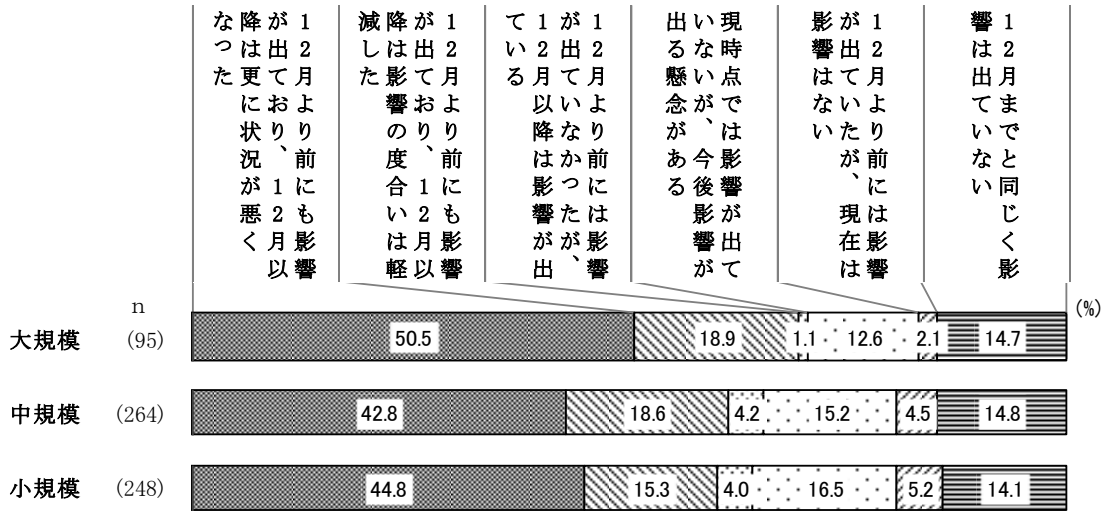 12月より前にも影響
が出ており、12月以
降は更に状況が悪く
なった
12月より前にも影響
が出ており、12月以
降は影響の度合いは軽
減した
12月より前には影響
が出ていなかったが、
12月以降は影響が出
ている
現時点では影響が出て
いないが、今後影響が
出る懸念がある
12月より前には影響
が出ていたが、現在は
影響はない
12月までと同じく影
響は出ていない
n
(%)
大規模 (95) 50.5 18.9 1.1 12.6 2.1 14.7
中規模 (264) 42.8 18.6 4.2 15.2 4.5 14.8
小規模 (248) 44.8 15.3 4.0 16.5 5.2 14.1